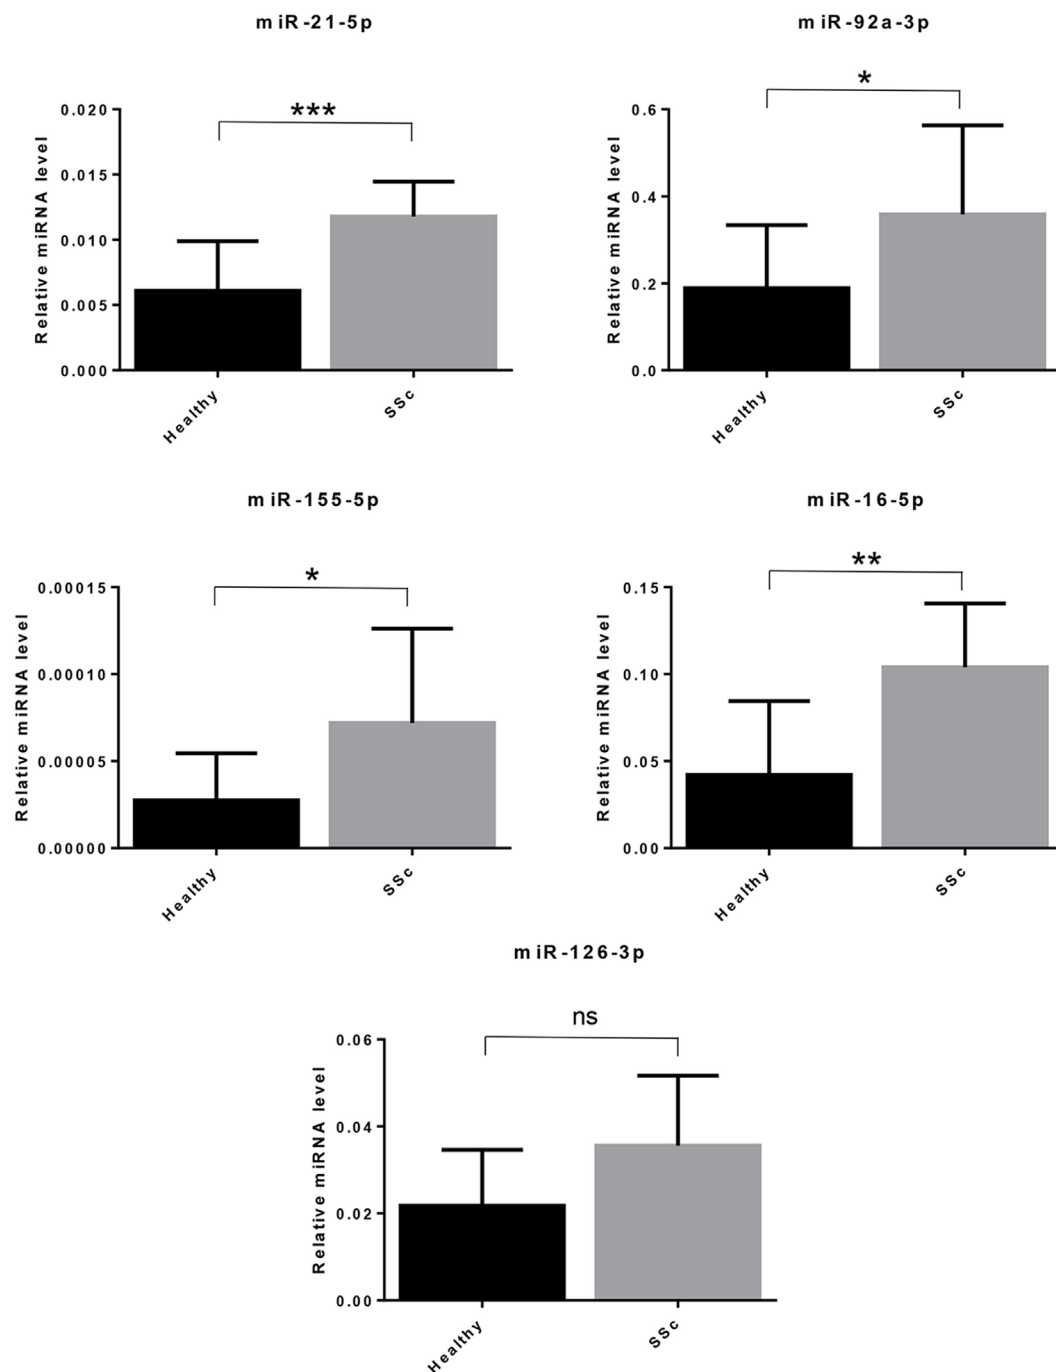 miR-21-5p
***
Relative miRNA level
0.020
0.015
0.010
0.005
0.000
Healthy
SSc
miR-92a-3p
*
Relative miRNA level
0.6
0.4
0.2
0.0
Healthy
SSc
miR-155-5p
*
Relative miRNA level
0.00015
0.00010
0.00005
0.00000
Healthy
SSc
miR-16-5p
**
Relative miRNA level
0.15
0.10
0.05
0.00
Healthy
SSc
miR-126-3p
ns
Relative miRNA level
0.06
0.04
0.02
0.00
Healthy
SSc